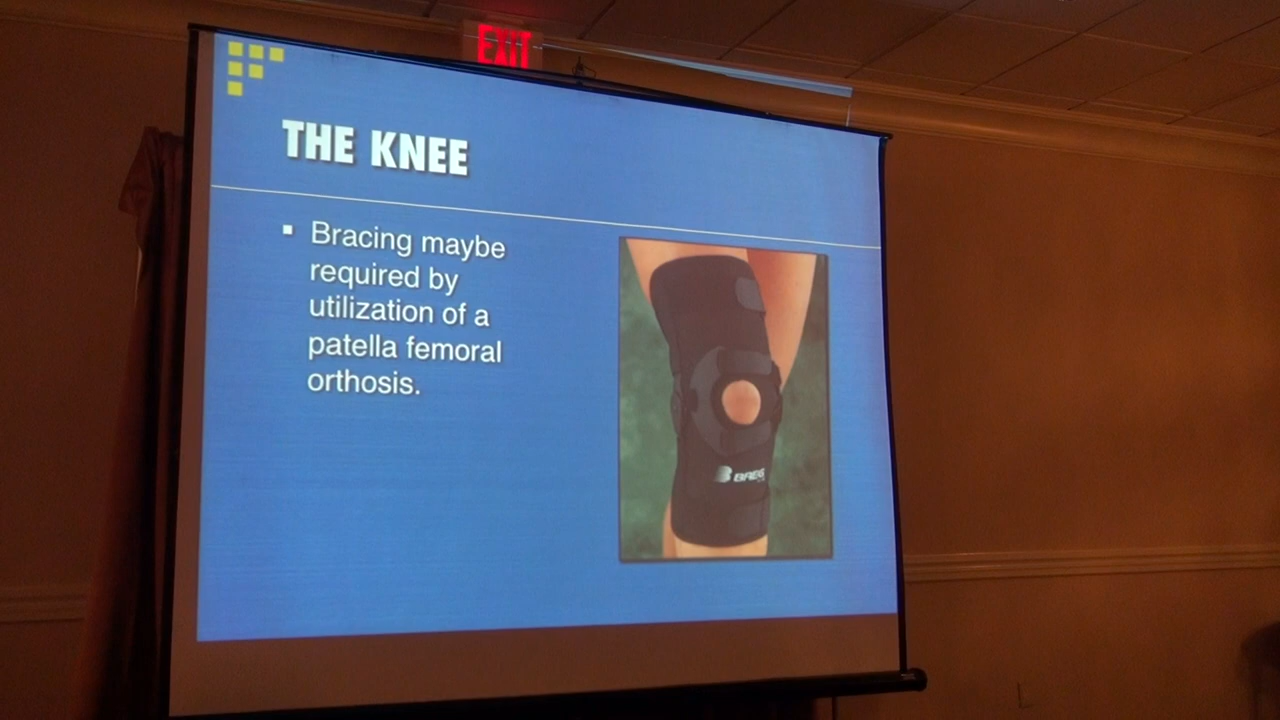 EXIT
THE KNEE
▪ Bracing maybe
required by
utilization of a
patella femoral
orthosis.
BREG